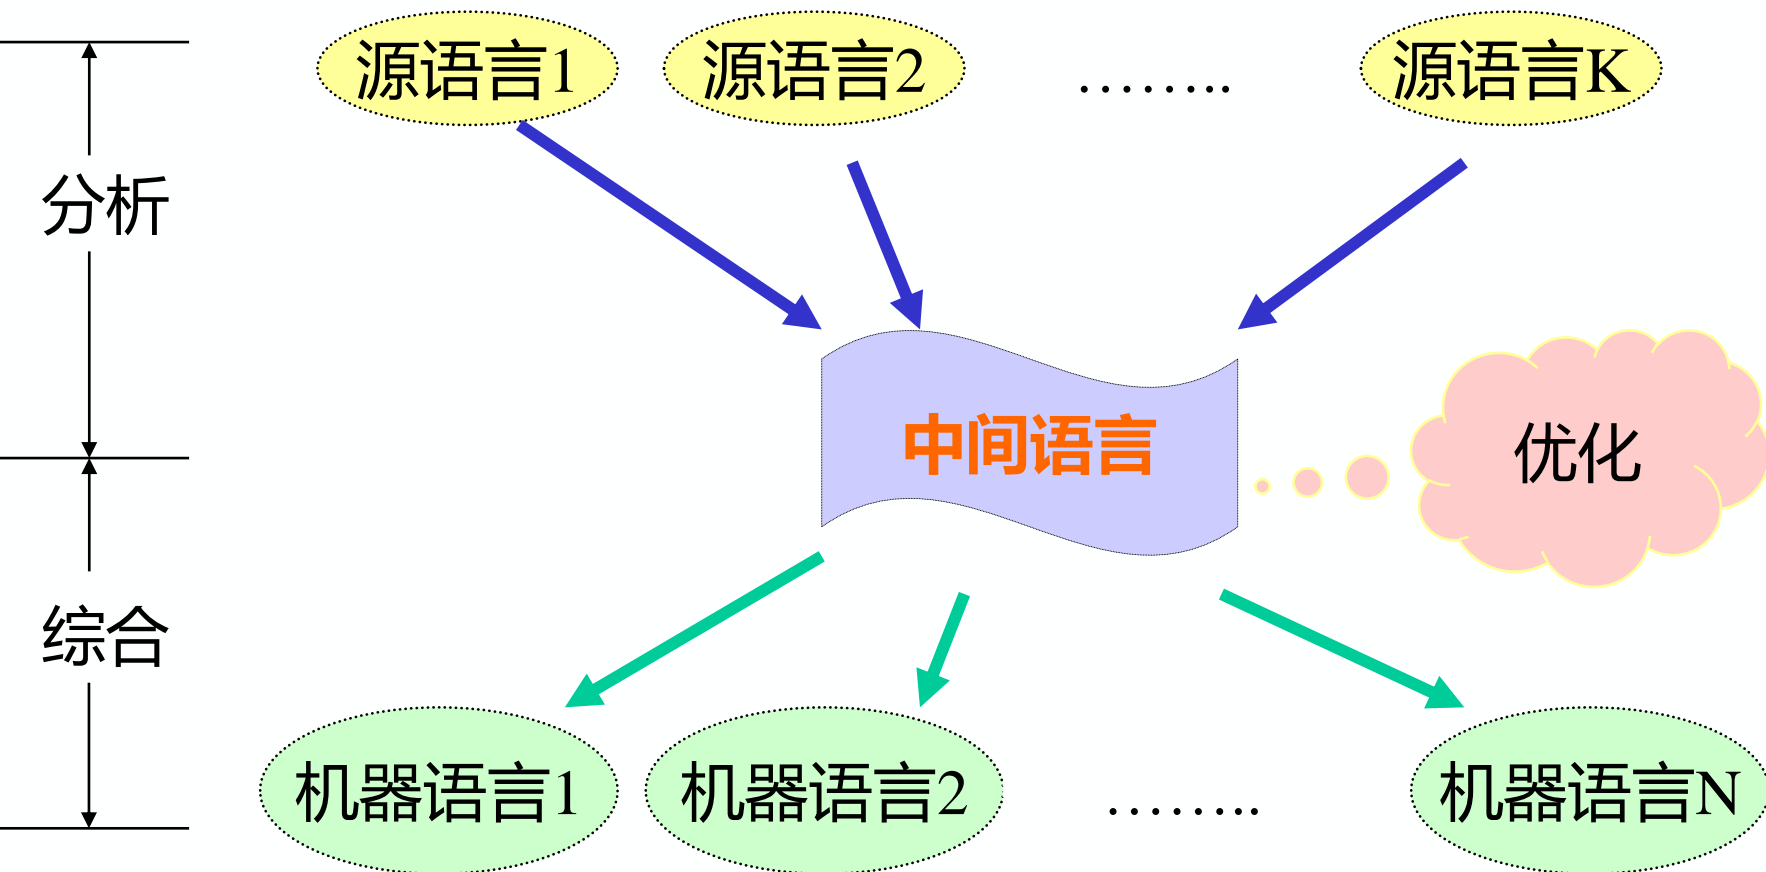 源语言1 源语言2 …….. 源语言K
分析
中间语言
优化
综合
机器语言1 机器语言2 …….. 机器语言N